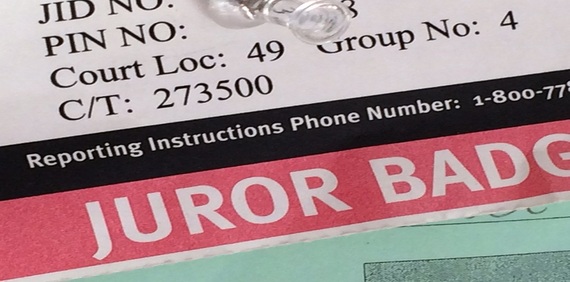 JID NO:
PIN NO:
Court Loc: 49 Group No: 4
C/T: 273500
Reporting Instructions Phone Number: 1-800-778
JUROR BADG